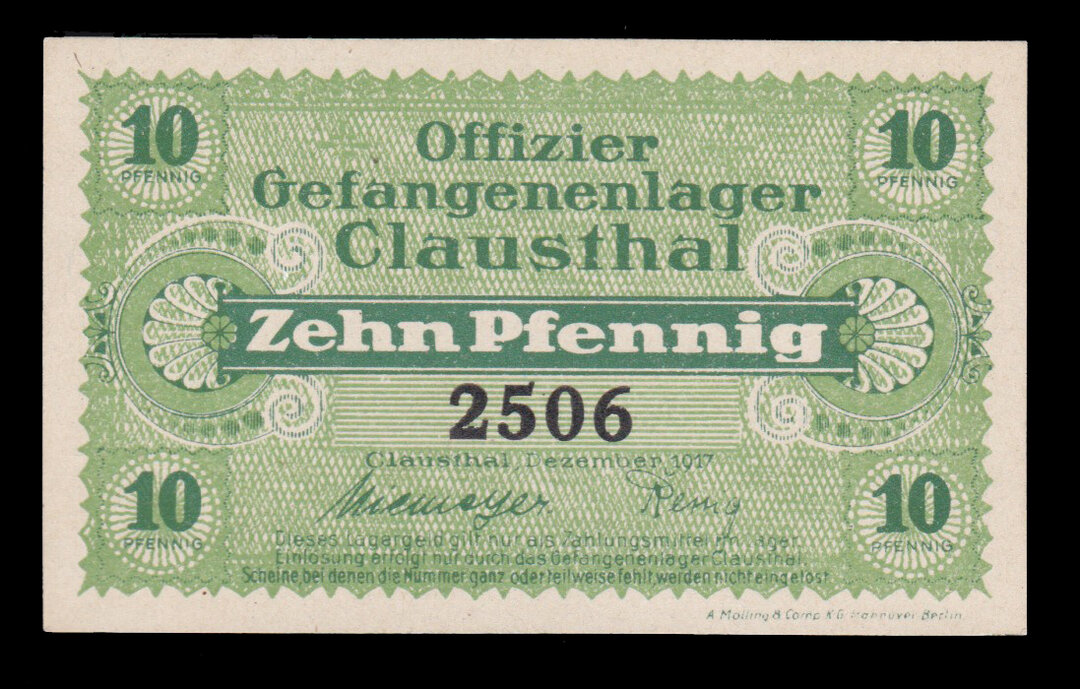 10 PFENNIG
10 PFENNIG
Offizier
Gefangenenlager
Clausthal
Zehn Pfennig
2506
Clausthal, Dezember 1917
Niemeyer
10 PFENNIG
10 PFENNIG
Dieses Lagergeld gilt nur als Zahlungsmittel im Lager.
Einlösung erfolgt nur durch das Gefangenenlager Clausthal.
Scheine bei denen die Nummer ganz oder teilweise fehlt, werden nicht eingelöst
A Molling & Comp K-G Hannover Berlin